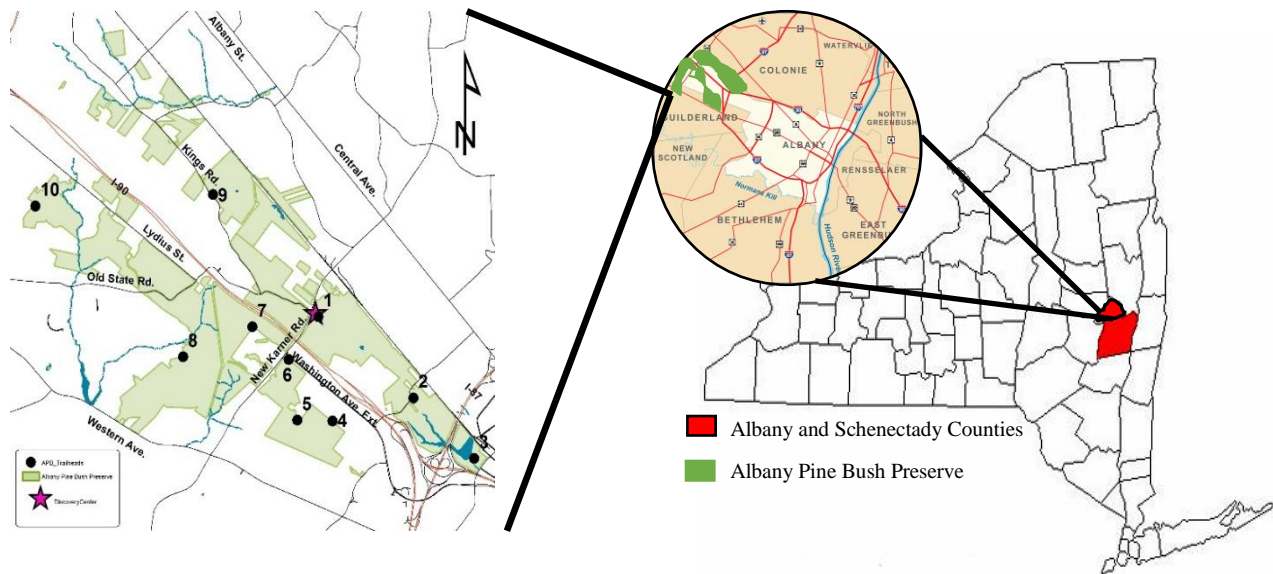 Albany St.
Central Ave.
Kings Rd.
I-90
Lydius St.
Old State Rd.
New Karner Rd.
Washington Ave. Ext.
I-87
Western Ave.
10
9
1
7
8
6
2
5
4
3
N
APB_Trailheads
Albany Pine Bush Preserve
DiscoveryCenter
WATERVLIE
COLONIE
GUILDERLAND
NORTH
GREENBUSH
ALBANY
NEW
SCOTLAND
RENSSELAER
Normans Kill
BETHLEHEM
EAST
GREENBU
Hudson River
Albany and Schenectady Counties
Albany Pine Bush Preserve